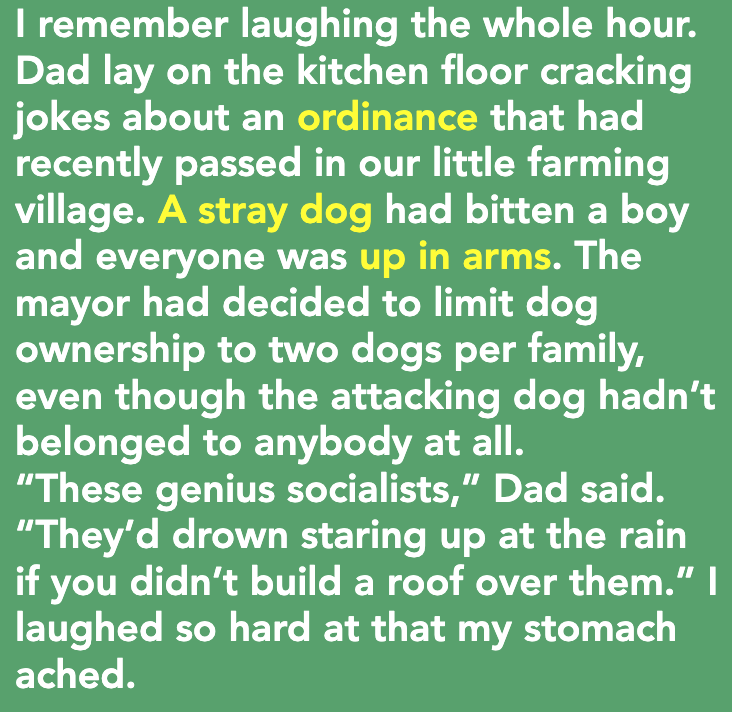 I remember laughing the whole hour.
Dad lay on the kitchen floor cracking
jokes about an ordinance that had
recently passed in our little farming
village. A stray dog had bitten a boy
and everyone was up in arms. The
mayor had decided to limit dog
ownership to two dogs per family,
even though the attacking dog hadn’t
belonged to anybody at all.
“These genius socialists,” Dad said.
“They’d drown staring up at the rain
if you didn’t build a roof over them.” I
laughed so hard at that my stomach
ached.